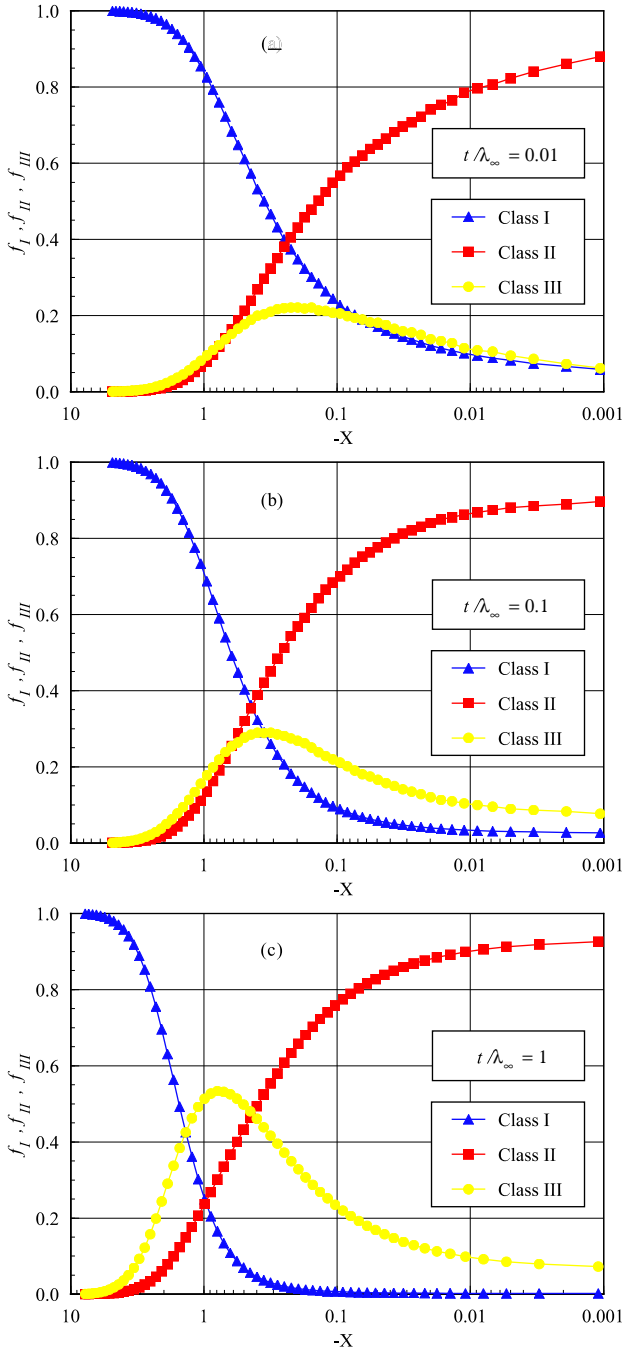 1.0
(a)
0.8
0.6
t/λ∞ = 0.01
f_I , f_II , f_III
0.4
Class I
Class II
0.2
Class III
0.0
10 1 0.1 0.01 0.001
-X
1.0
(b)
0.8
0.6
t/λ∞ = 0.1
f_I , f_II , f_III
0.4
Class I
Class II
0.2
Class III
0.0
10 1 0.1 0.01 0.001
-X
1.0
(c)
0.8
0.6
t/λ∞ = 1
f_I , f_II , f_III
0.4
Class I
Class II
0.2
Class III
0.0
10 1 0.1 0.01 0.001
-X